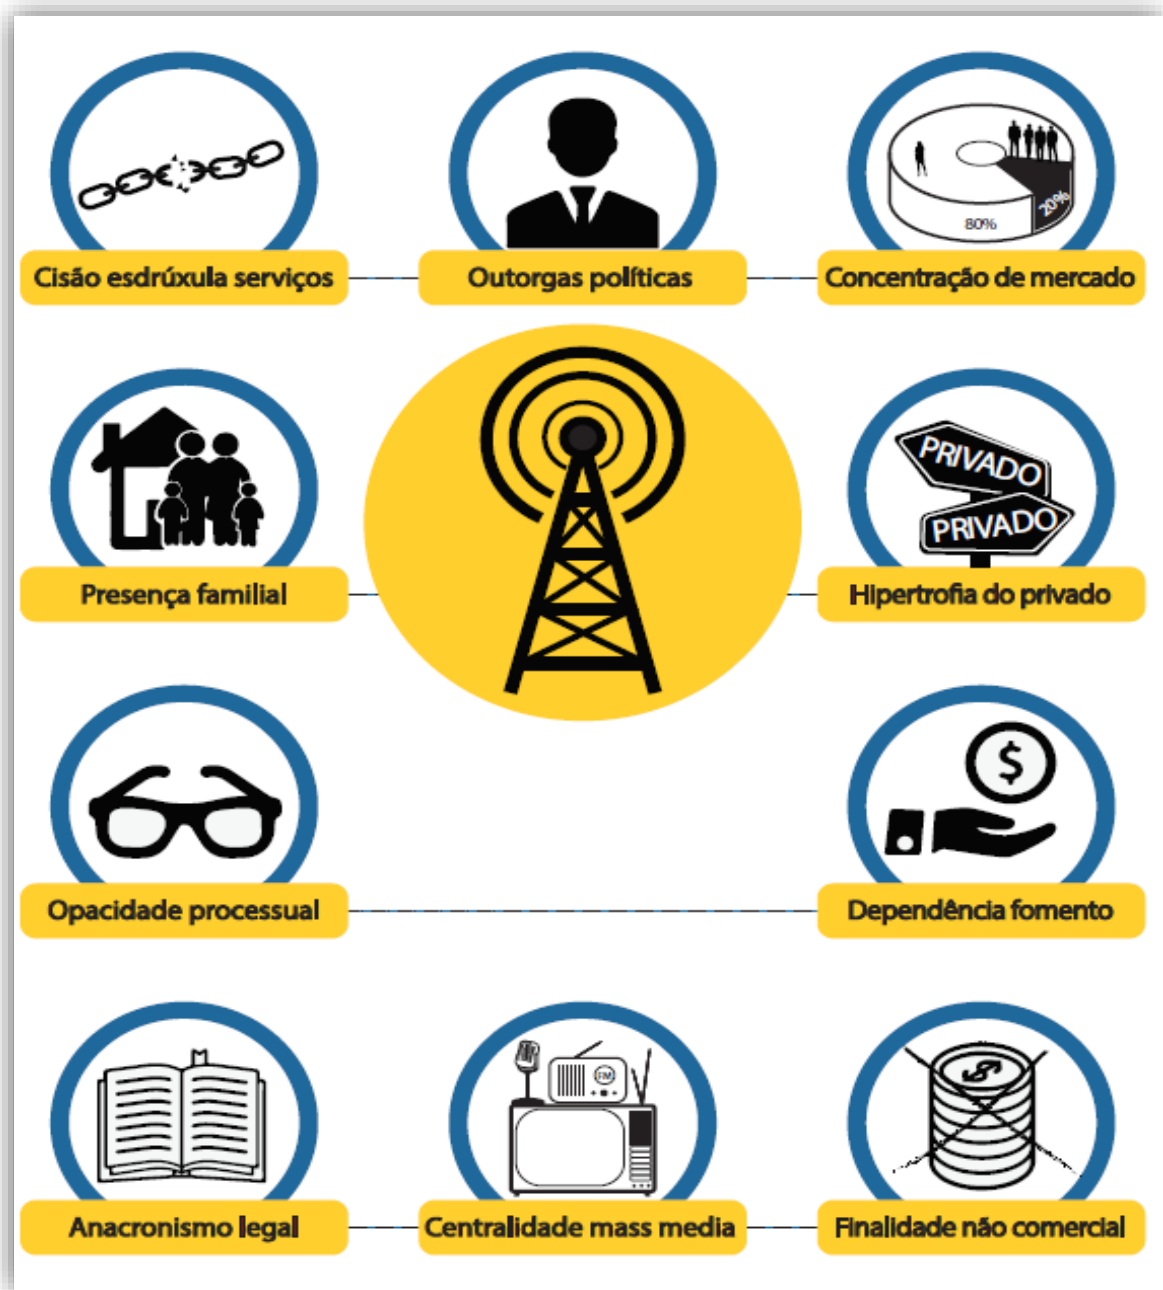 80%
20%
Cisão esdrúxula serviços
Outorgas políticas
Concentração de mercado
PRIVADO
PRIVADO
Presença familial
Hipertrofia do privado
$
Opacidade processual
Dependência fomento
FM
$
Anacronismo legal
Centralidade mass media
Finalidade não comercial